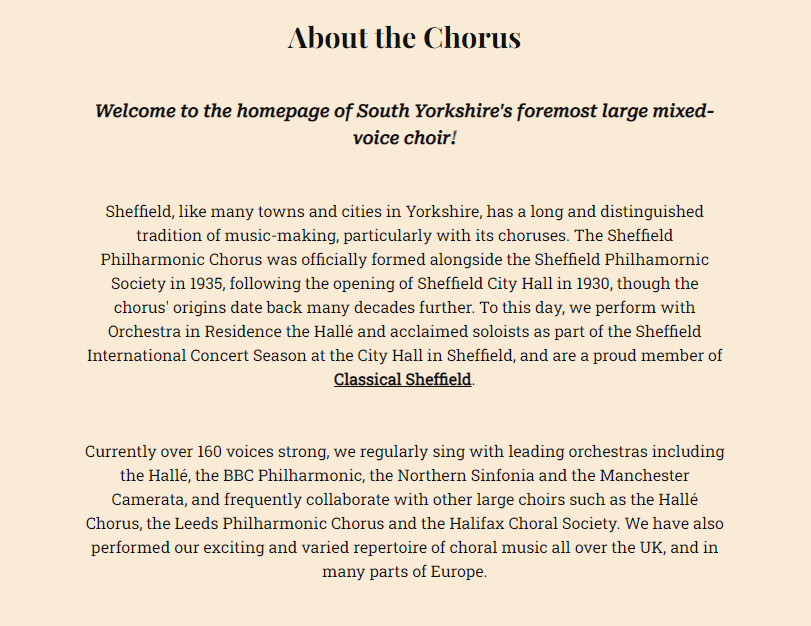 About the Chorus
Welcome to the homepage of South Yorkshire's foremost large mixed-
voice choir!
Sheffield, like many towns and cities in Yorkshire, has a long and distinguished
tradition of music-making, particularly with its choruses. The Sheffield
Philharmonic Chorus was officially formed alongside the Sheffield Philhamornic
Society in 1935, following the opening of Sheffield City Hall in 1930, though the
chorus' origins date back many decades further. To this day, we perform with
Orchestra in Residence the Hallé and acclaimed soloists as part of the Sheffield
International Concert Season at the City Hall in Sheffield, and are a proud member of
Classical Sheffield.
Currently over 160 voices strong, we regularly sing with leading orchestras including
the Hallé, the BBC Philharmonic, the Northern Sinfonia and the Manchester
Camerata, and frequently collaborate with other large choirs such as the Hallé
Chorus, the Leeds Philharmonic Chorus and the Halifax Choral Society. We have also
performed our exciting and varied repertoire of choral music all over the UK, and in
many parts of Europe.